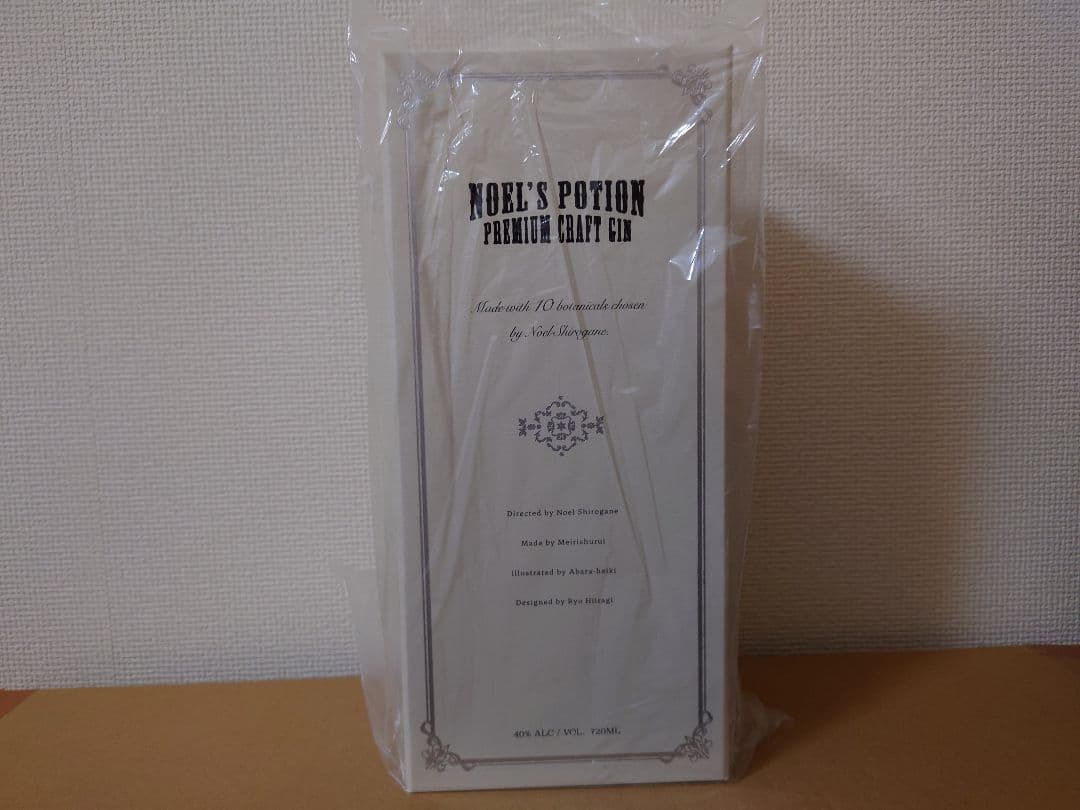 NOEL'S POTION
PREMIUM CRAFT GIN
Made with 10 botanicals chosen
by Noel Shirogane.
Directed by Noel Shirogane
Made by Meirishurui
Illustrated by Abara-heiki
Designed by Ryo Hiiragi
40% ALC / VOL. 720ML